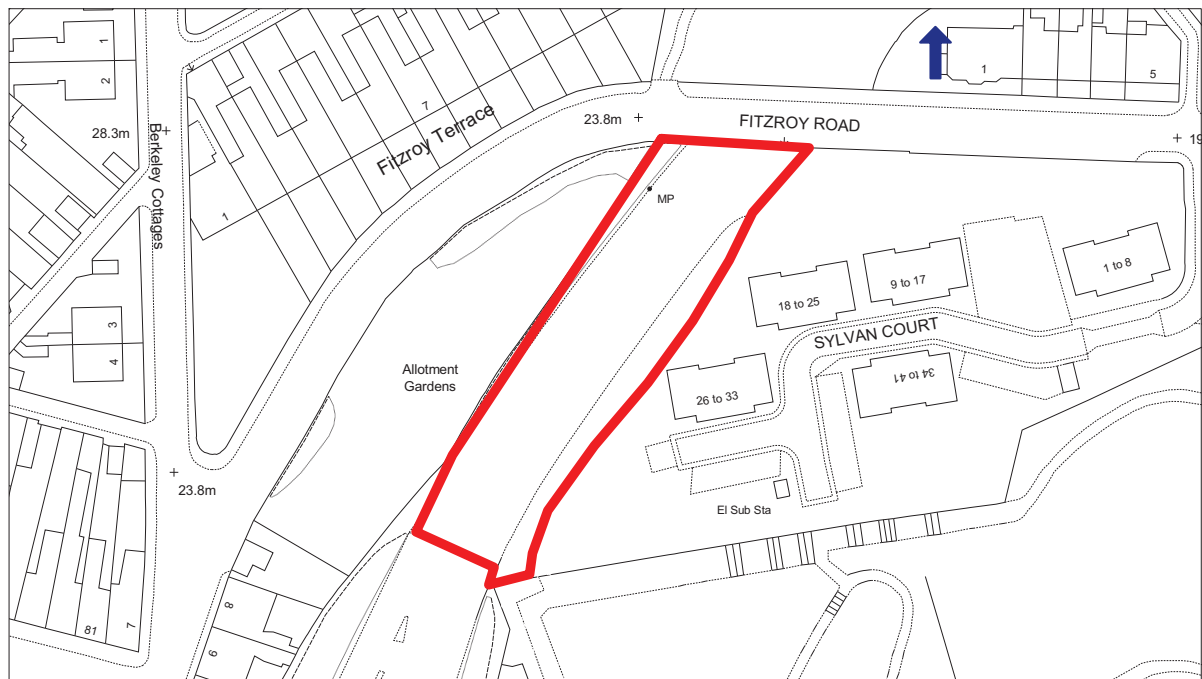 1
2
28.3m
Berkeley Cottages
7
Fitzroy Terrace
1
23.8m
FITZROY ROAD
1
5
19
MP
1 to 8
9 to 17
18 to 25
SYLVAN COURT
34 to 41
26 to 33
Allotment
Gardens
3
4
23.8m
El Sub Sta
8
6
81
7